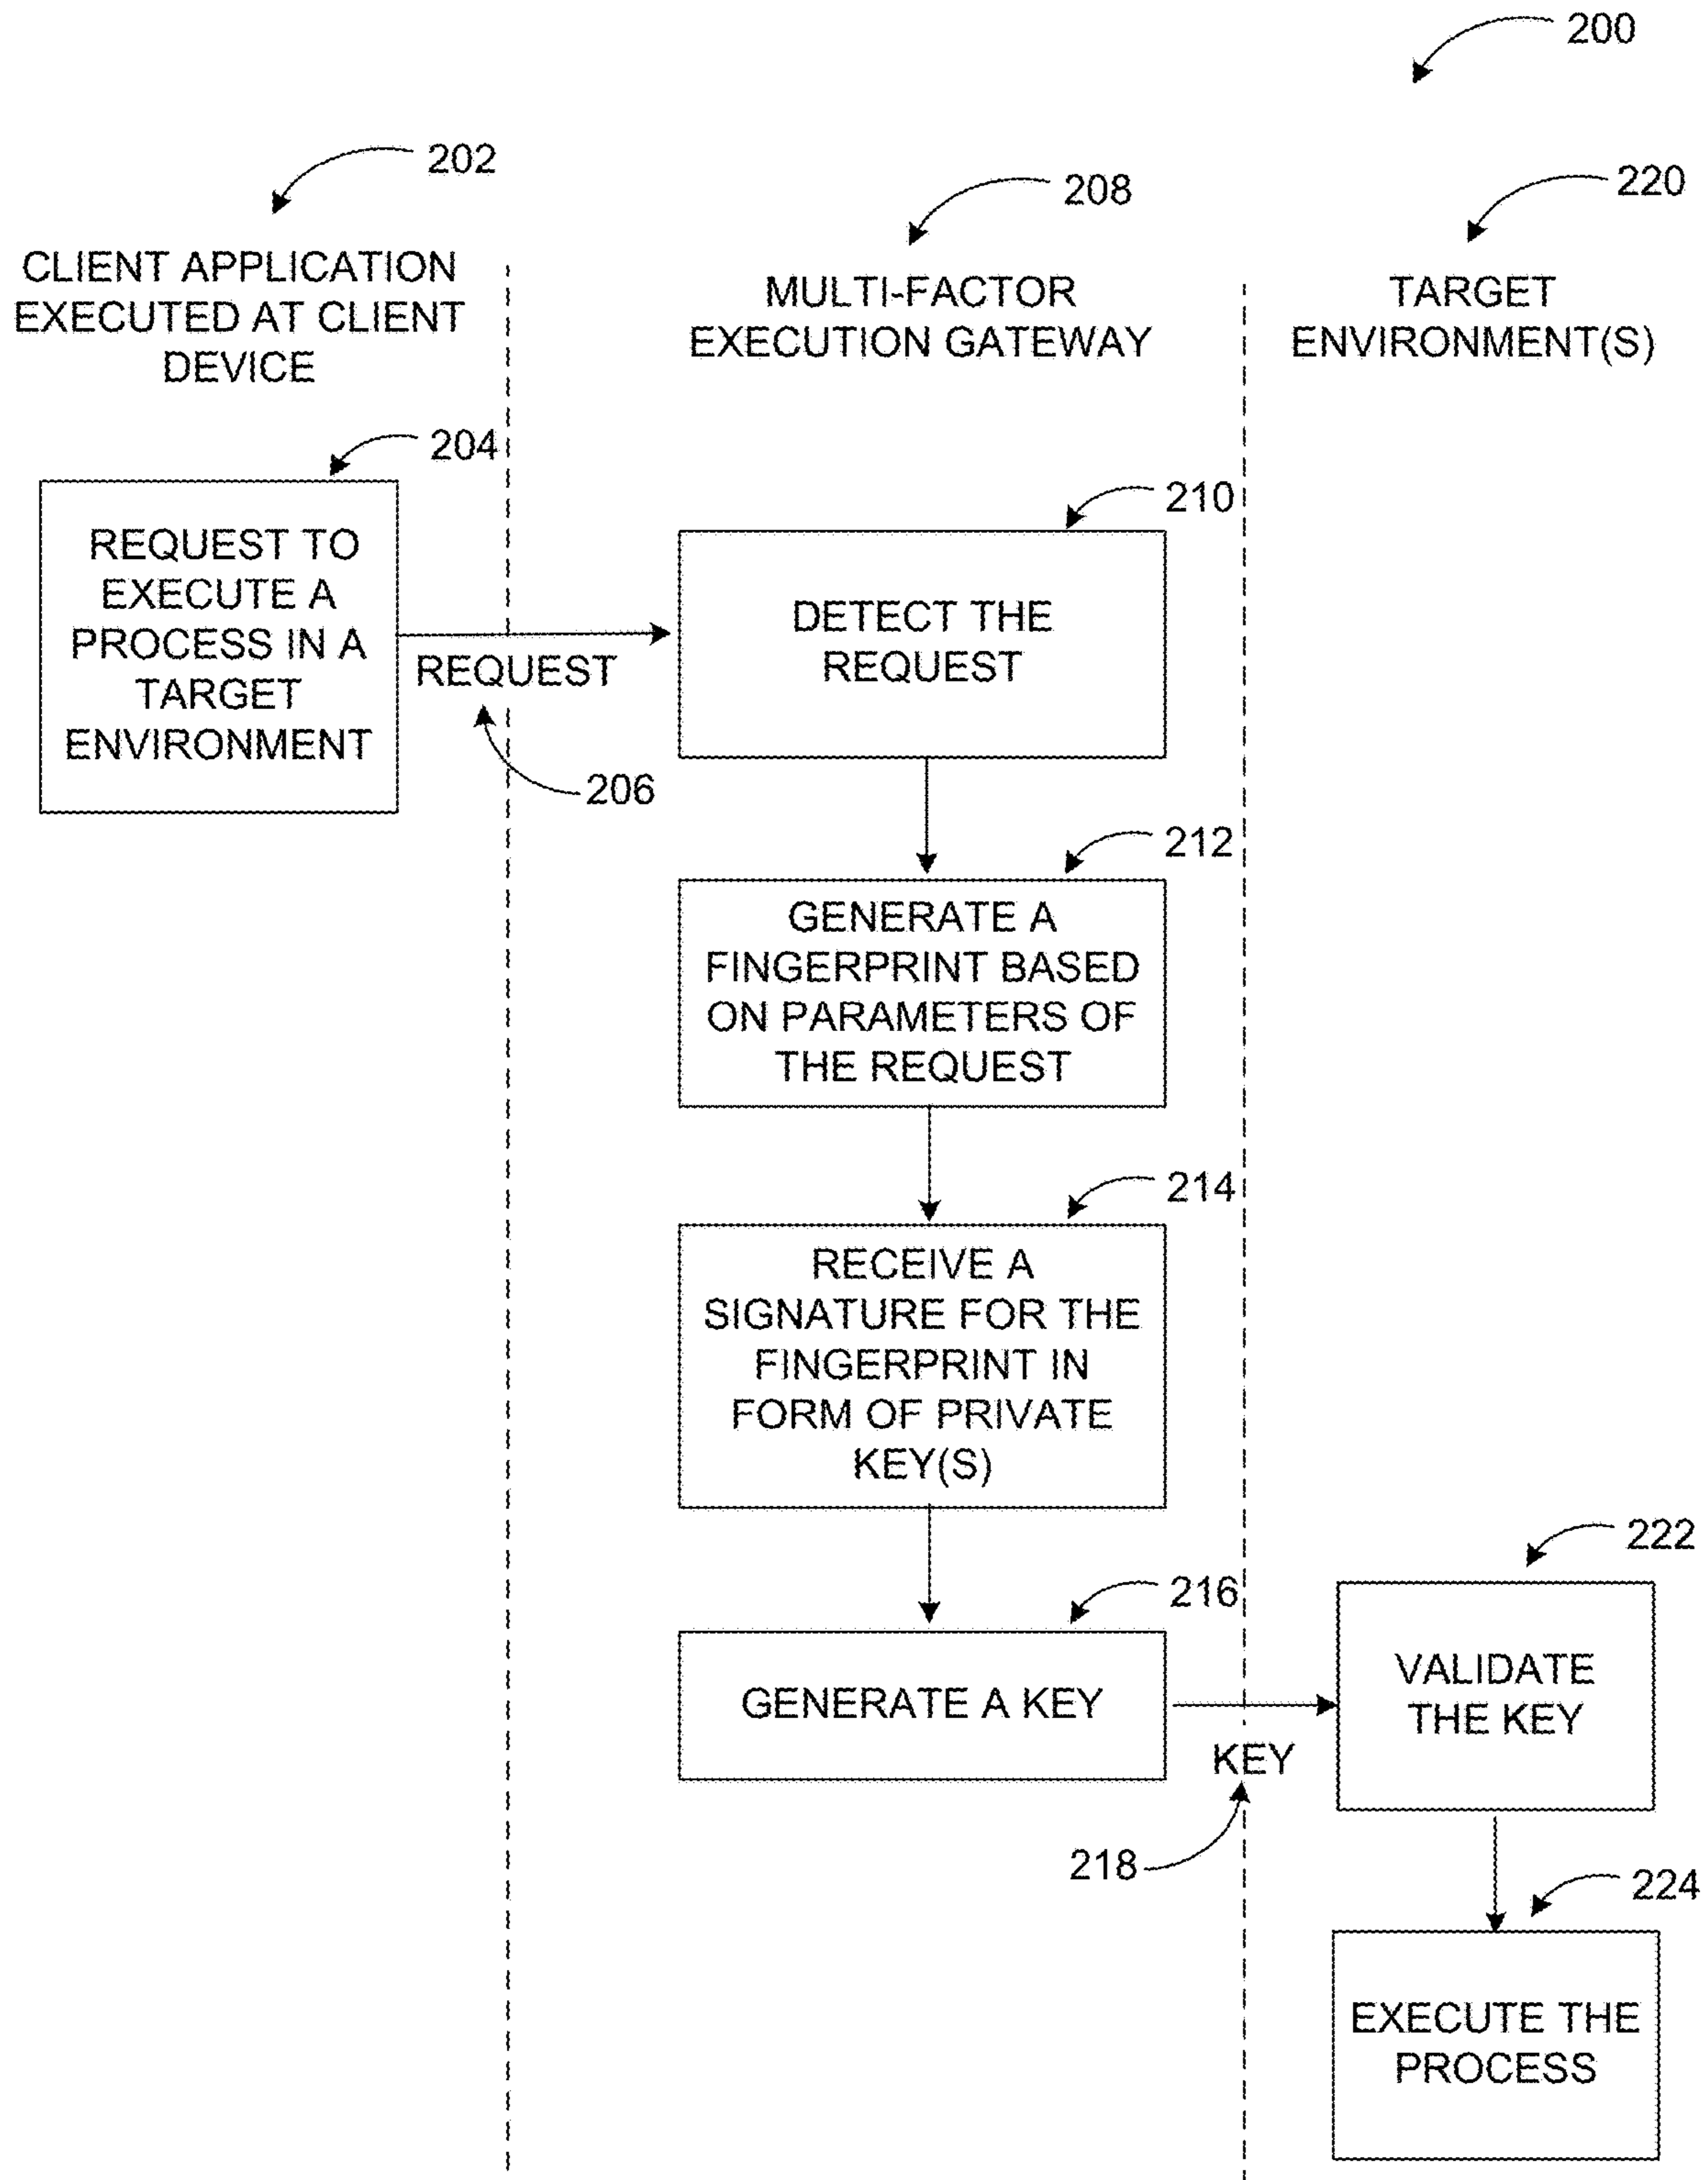 200
202
CLIENT APPLICATION
EXECUTED AT CLIENT
DEVICE
208
MULTI-FACTOR
EXECUTION GATEWAY
220
TARGET
ENVIRONMENT(S)
204
REQUEST TO
EXECUTE A
PROCESS IN A
TARGET
ENVIRONMENT
REQUEST
206
210
DETECT THE
REQUEST
212
GENERATE A
FINGERPRINT BASED
ON PARAMETERS OF
THE REQUEST
214
RECEIVE A
SIGNATURE FOR THE
FINGERPRINT IN
FORM OF PRIVATE
KEY(S)
216
GENERATE A KEY
KEY
218
222
VALIDATE
THE KEY
224
EXECUTE THE
PROCESS